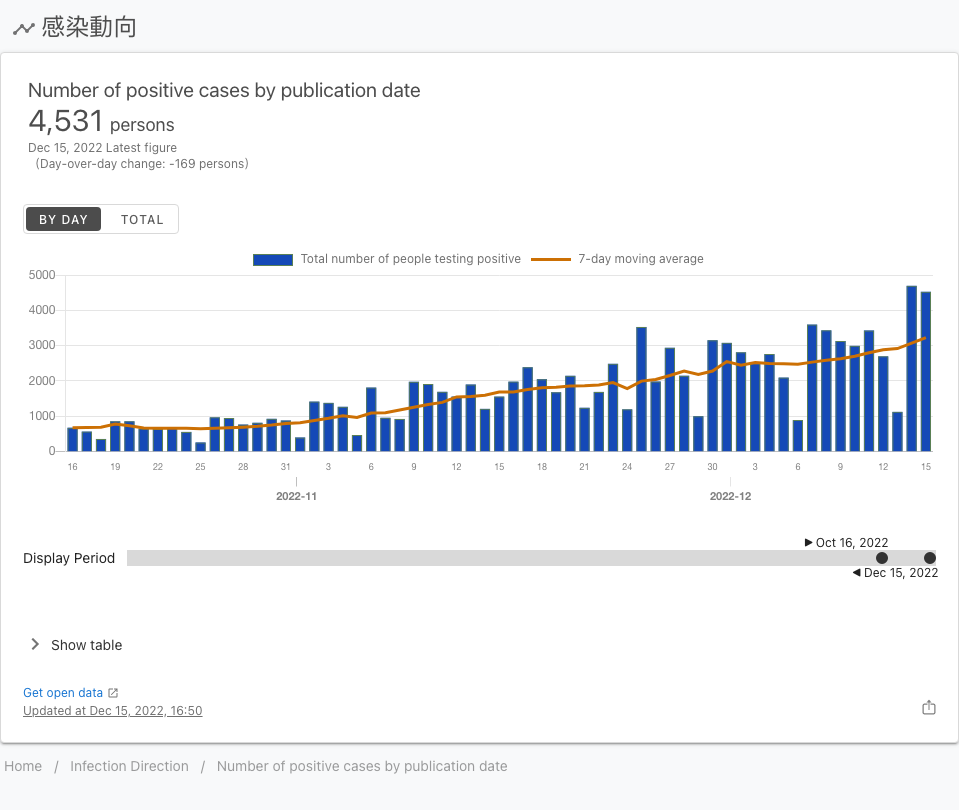 感染動向
Number of positive cases by publication date
4,531 persons
Dec 15, 2022 Latest figure
(Day-over-day change: -169 persons)
BY DAY TOTAL
Total number of people testing positive 7-day moving average
5000
4000
3000
2000
1000
0
16 19 22 25 28 31 3 6 9 12 15 18 21 24 27 30 3 6 9 12 15
2022-11 2022-12
Oct 16, 2022
Display Period
Dec 15, 2022
Show table
Get open data
Updated at Dec 15, 2022, 16:50
Home / Infection Direction / Number of positive cases by publication date